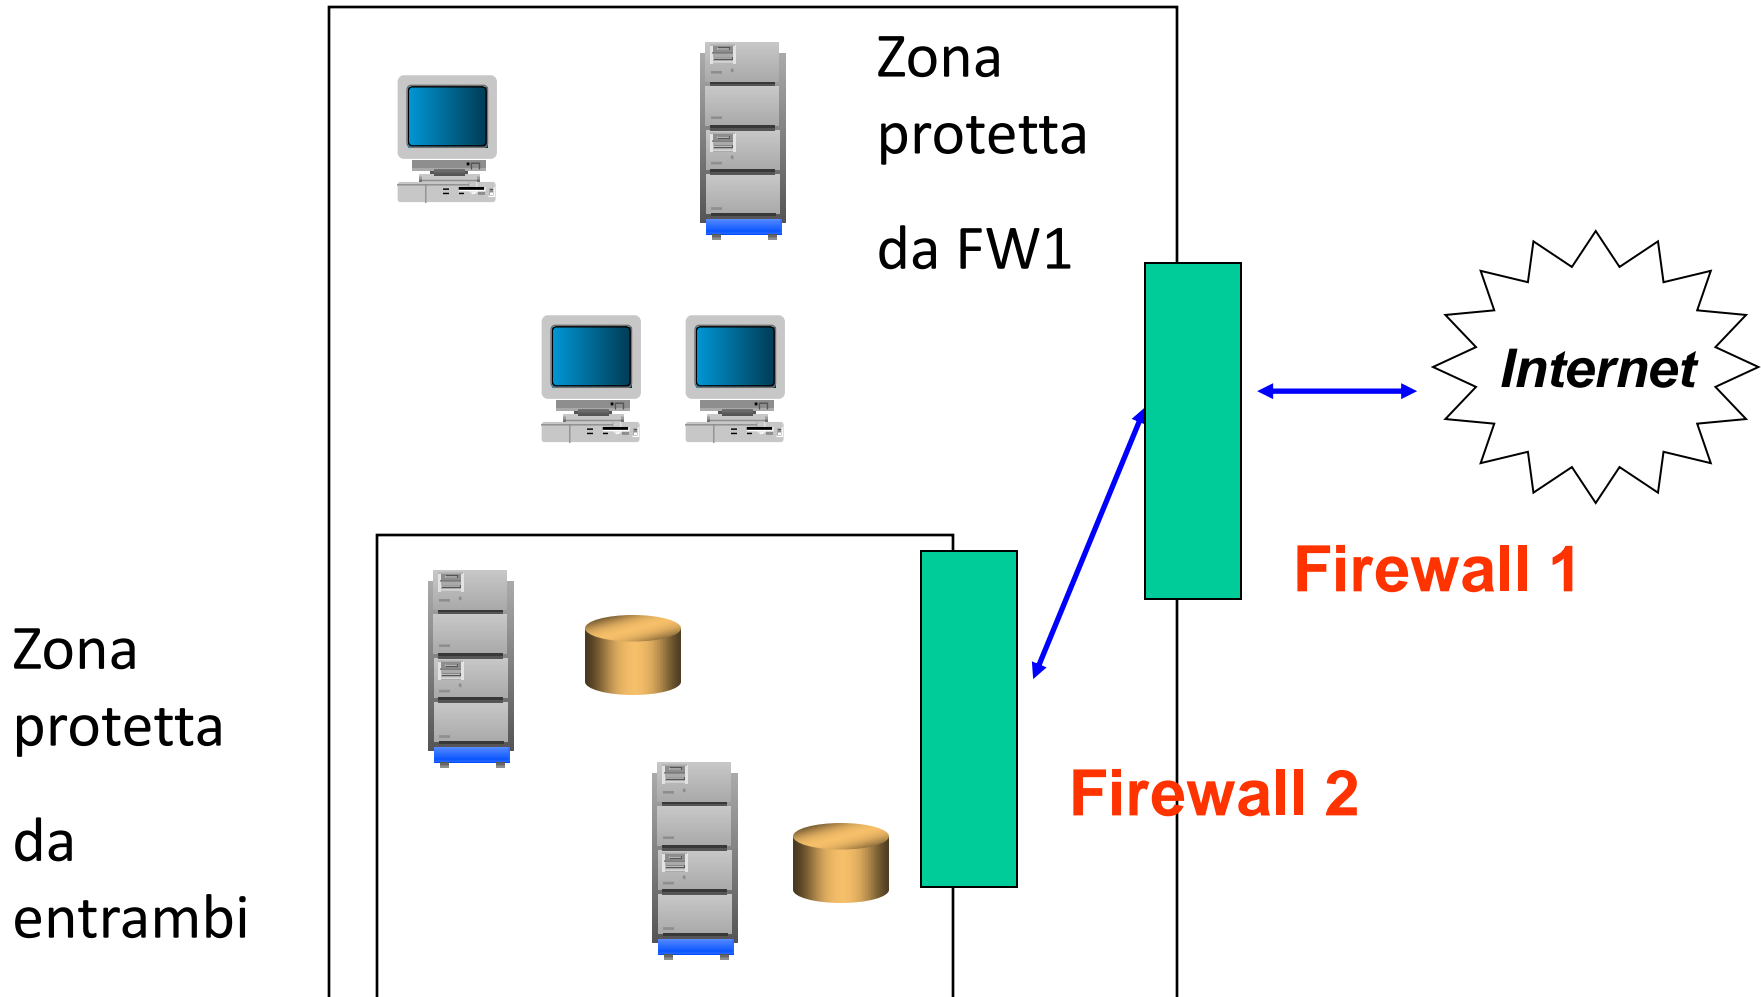 Zona
protetta
da FW1
Internet
Firewall 1
Zona
protetta
da
entrambi
Firewall 2